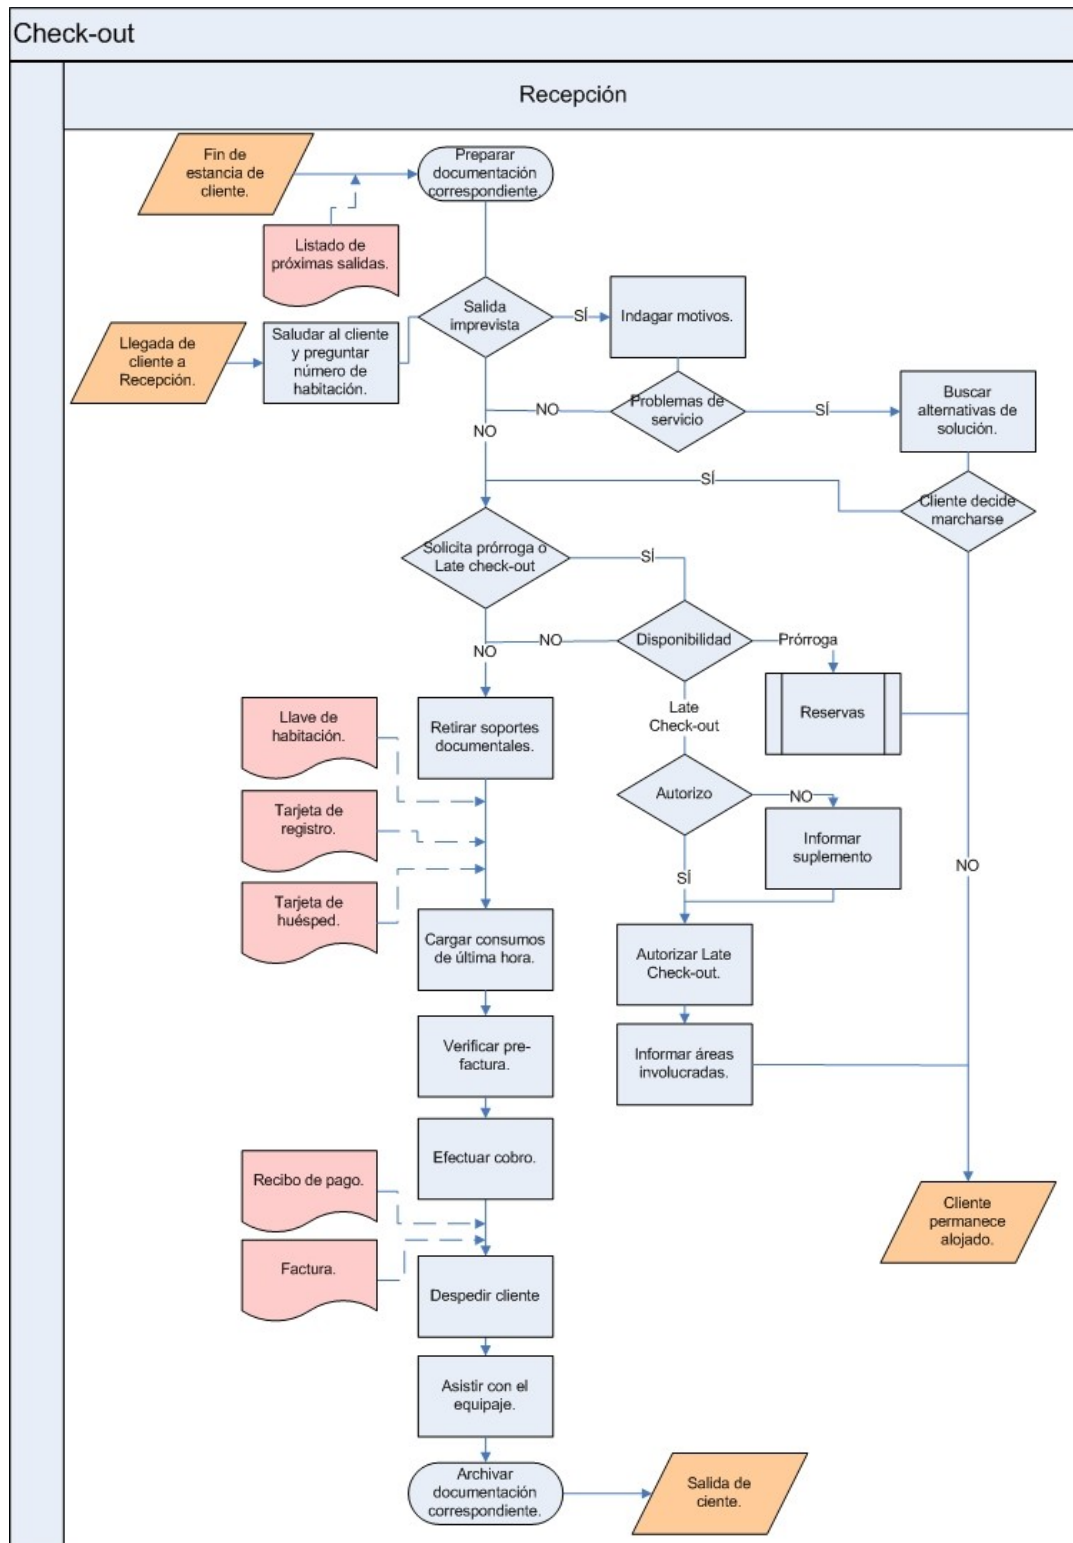 Check-out
Recepción
Fin de
estancia de
cliente.
Preparar
documentación
correspondiente.
Listado de
próximas salidas.
Llegada de
cliente a
Recepción.
Saludar al cliente
y preguntar
número de
habitación.
Salida
imprevista
SÍ
Indagar motivos.
NO
Problemas de
servicio
NO
SÍ
Buscar
alternativas de
solución.
Cliente decide
marcharse
SÍ
NO
Solicita prórroga o
Late check-out
SÍ
NO
Disponibilidad
NO
Prórroga
Reservas
Late
Check-out
Autorizo
NO
Informar
suplemento
SÍ
Autorizar Late
Check-out.
Informar áreas
involucradas.
Cliente
permanece
alojado.
Retirar soportes
documentales.
Llave de
habitación.
Tarjeta de
registro.
Tarjeta de
huésped.
Cargar consumos
de última hora.
Verificar pre-
factura.
Efectuar cobro.
Recibo de pago.
Factura.
Despedir cliente
Asistir con el
equipaje.
Archivar
documentación
correspondiente.
Salida de
ciente.